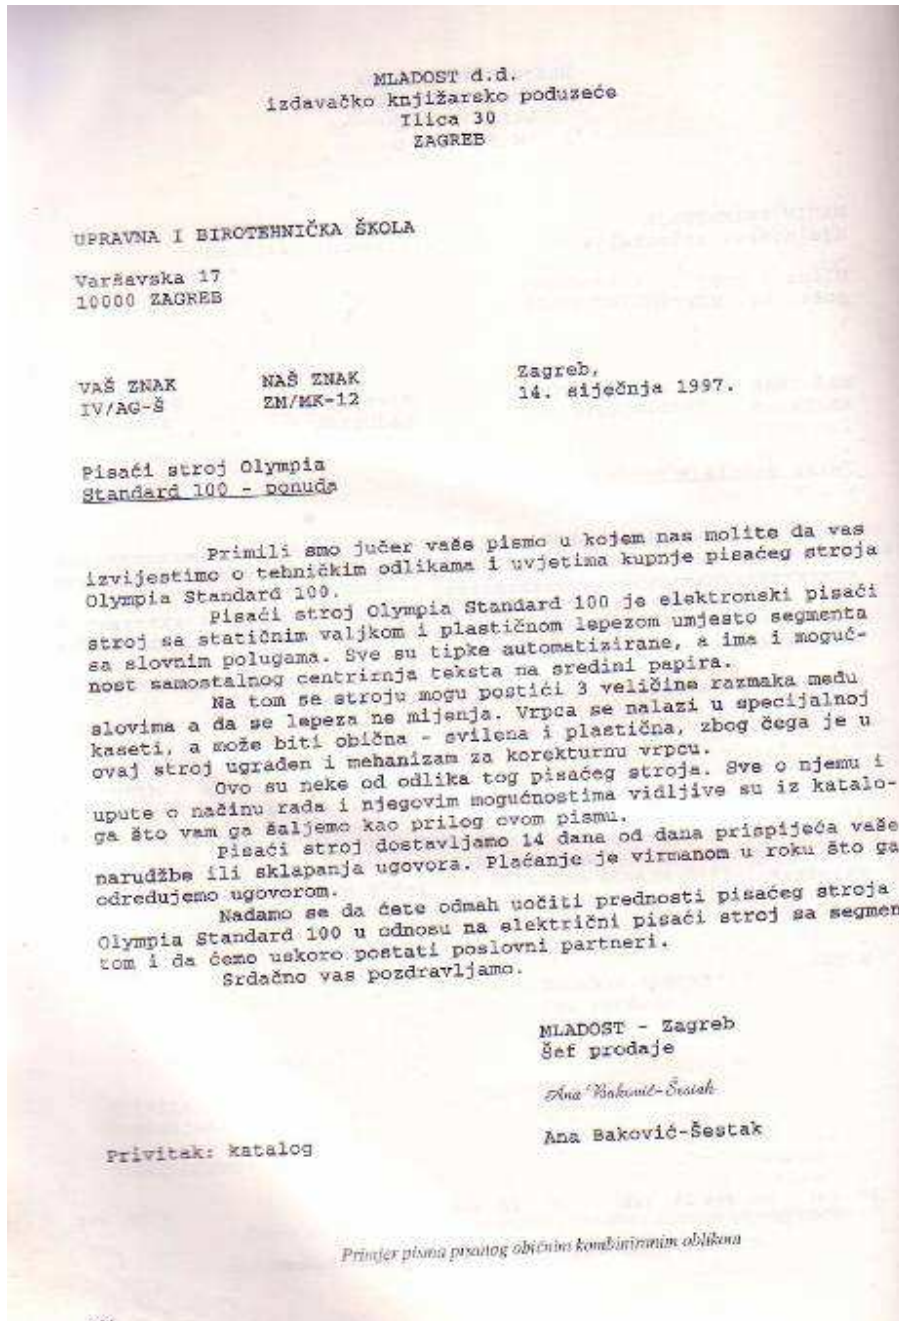 MLADOST d.d.
izdavačko knjižarsko poduzeće
Ilica 30
ZAGREB
UPRAVNA I BIROTEHNIČKA ŠKOLA
Varšavska 17
10000 ZAGREB
VAŠ ZNAK NAŠ ZNAK Zagreb,
IV/AG-Š ZM/MK-12 14. siječnja 1997.
Pisaći stroj Olympia
Standard 100 - ponuda
Primili smo jučer vaše pismo u kojem nas molite da vas
izvijestimo o tehničkim odlikama i uvjetima kupnje pisaćeg stroja
Olympia Standard 100.
Pisaći stroj Olympia Standard 100 je elektronski pisaći
stroj sa statičnim valjkom i plastičnom lepezom umjesto segmenta
sa slovnim polugama. Sve su tipke automatizirane, a ima i moguć-
nost samostalnog centrirnja teksta na sredini papira.
Na tom se stroju mogu postići 3 veličine razmaka među
slovima a da se lepeza ne mijenja. Vrpca se nalazi u specijalnoj
kaseti, a može biti obična - svilena i plastična, zbog čega je u
ovaj stroj ugrađen i mehanizam za korekturnu vrpcu.
Ovo su neke od odlika tog pisaćeg stroja. Sve o njemu i
upute o načinu rada i njegovim mogućnostima vidljive su iz katalo-
ga što vam ga šaljemo kao prilog ovom pismu.
Pisaći stroj dostavljamo 14 dana od dana prispijeća vaše
narudžbe ili sklapanja ugovora. Plaćanje je virmanom u roku što ga
određujemo ugovorom.
Nadamo se da ćete odmah uočiti prednosti pisaćeg stroja
Olympia Standard 100 u odnosu na električni pisaći stroj sa segmen
tom i da ćemo uskoro postati poslovni partneri.
Srdačno vas pozdravljamo.
MLADOST - Zagreb
Šef prodaje
Ana Baković-Šestak
Ana Baković-Šestak
Privitak: katalog
Primjer pisma pisanog običnim kombiniranim oblikom